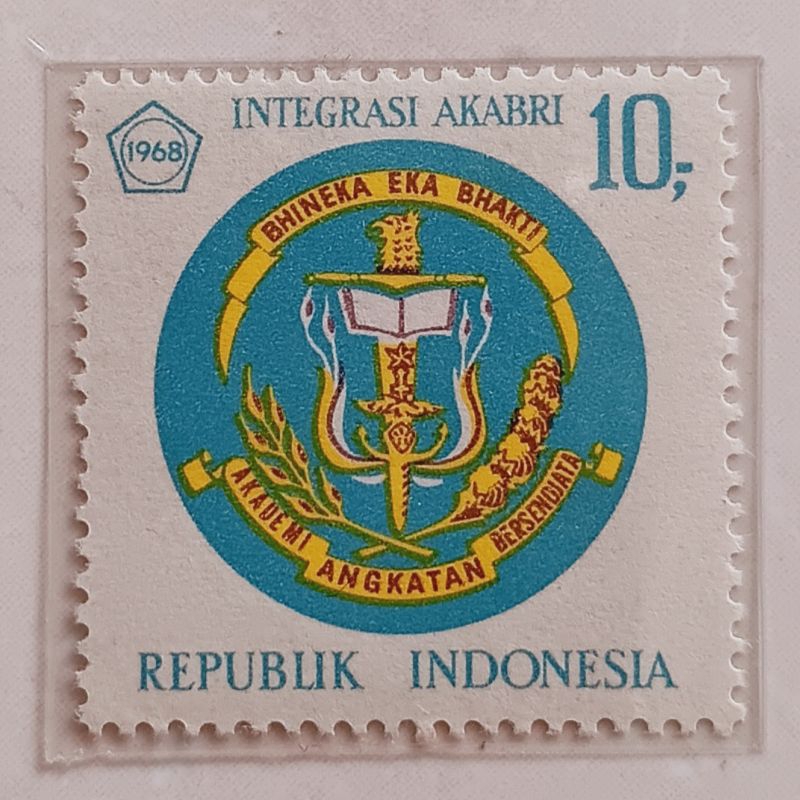 1968
INTEGRASI AKABRI
10,-
BHINEKA EKA BHAKTI
AKADEMI
ANGKATAN
BERSENDJATA
REPUBLIK INDONESIA